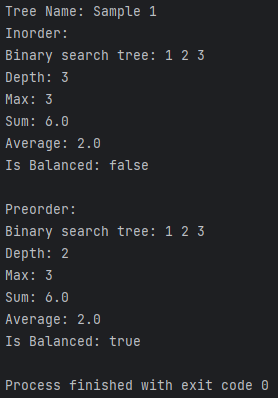 Tree Name: Sample 1
Inorder:
Binary search tree: 1 2 3
Depth: 3
Max: 3
Sum: 6.0
Average: 2.0
Is Balanced: false
Preorder:
Binary search tree: 1 2 3
Depth: 2
Max: 3
Sum: 6.0
Average: 2.0
Is Balanced: true
Process finished with exit code 0